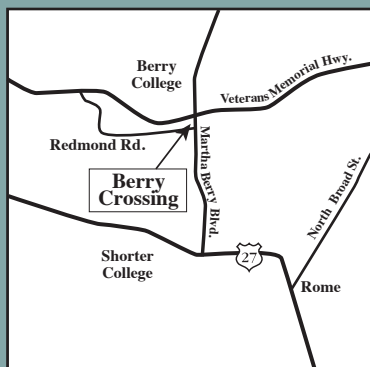 Berry
College
Veterans Memorial Hwy.
Redmond Rd.
Martha Berry Blvd.
North Broad St.
Berry
Crossing
Shorter
College
27
Rome